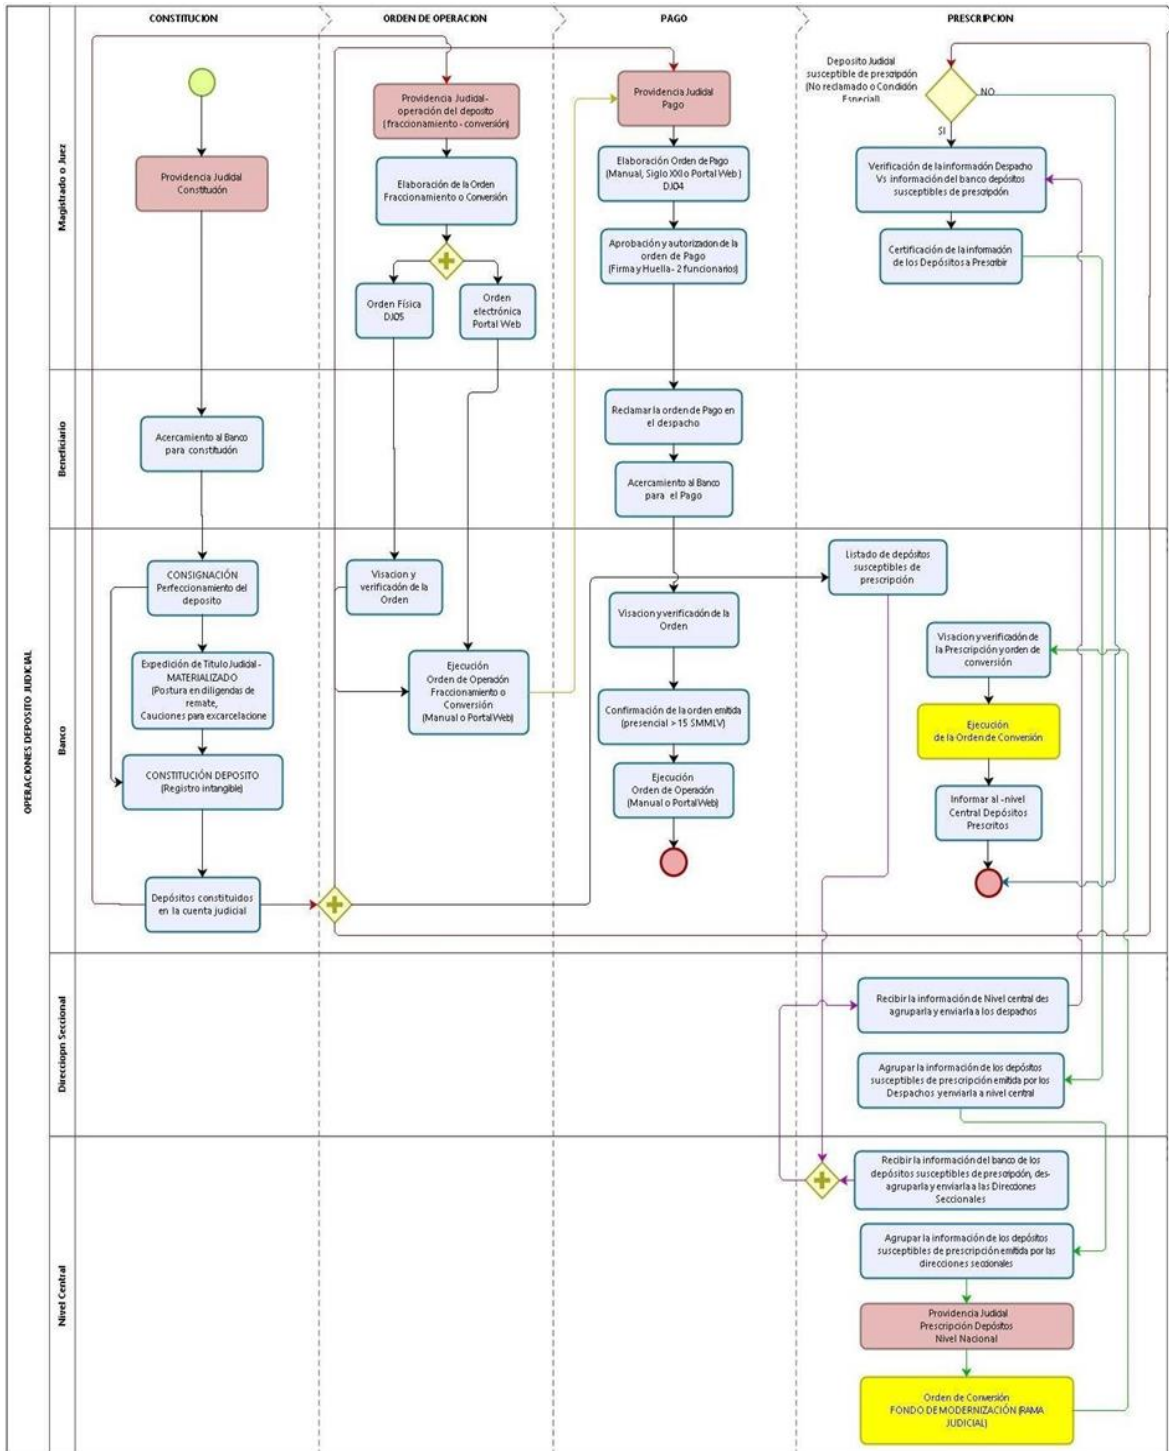 CONSTITUCION
ORDEN DE OPERACION
PAGO
PRESCRIPCION
OPERACIONES DEPOSITO JUDICIAL
Magistrado o Juez
Providencia Judicial
Constitución
Providencia Judicial-
operación del deposito
(fraccionamiento - conversión)
Elaboración de la Orden
Fraccionamiento o Conversión
Orden Física
DJ05
Orden
electrónica
Portal Web
Providencia Judicial
Pago
Elaboración Orden de Pago
(Manual, Siglo XXI o Portal Web)
DJ04
Aprobación y autorizacion de la
orden de Pago
(Firma y Huella- 2 funcionarios)
Deposito Judicial
susceptible de prescripción
(No reclamado o Condición
Especial)
NO
SI
Verificación de la información Despacho
Vs información del banco depósitos
susceptibles de prescripción
Certificación de la información
de los Depósitos a Prescribir
Beneficiario
Acercamiento al Banco
para constitución
Reclamar la orden de Pago en
el despacho
Acercamiento al Banco
para el Pago
Banco
CONSIGNACIÓN
Perfeccionamiento del
deposito
Expedición de Titulo Judicial -
MATERIALIZADO
(Postura en diligencias de
remate,
Cauciones para excarcelacione
CONSTITUCIÓN DEPOSITO
(Registro intangible)
Depósitos constituidos
en la cuenta judicial
Visacion y
verificación de la
Orden
Ejecución
Orden de Operación
Fraccionamiento o
Conversión
(Manual o Portal Web)
Visacion y verificación de la
Orden
Confirmación de la orden emitida
(presencial > 15 SMMLV)
Ejecución
Orden de Operación
(Manual o Portal Web)
Listado de depósitos
susceptibles de
prescripción
Visacion y verificación de
la Prescripción y orden de
conversión
Ejecución
de la Orden de Conversión
Informar al -nivel
Central Depósitos
Prescritos
Direcciopn Seccional
Recibir la información de Nivel central des
agruparla y enviarla a los despachos
Agrupar la información de los depósitos
susceptibles de prescripción emitida por los
Despachos y enviarla a nivel central
Nivel Central
Recibir la información del banco de los
depósitos susceptibles de prescripción, des-
agruparla y enviarla a las Direcciones
Seccionales
Agrupar la información de los depósitos
susceptibles de prescripción emitida por las
direcciones seccionales
Providencia Judicial
Prescripción Depósitos
Nivel Nacional
Orden de Conversión
FONDO DE MODERNIZACIÓN (RAMA
JUDICIAL)